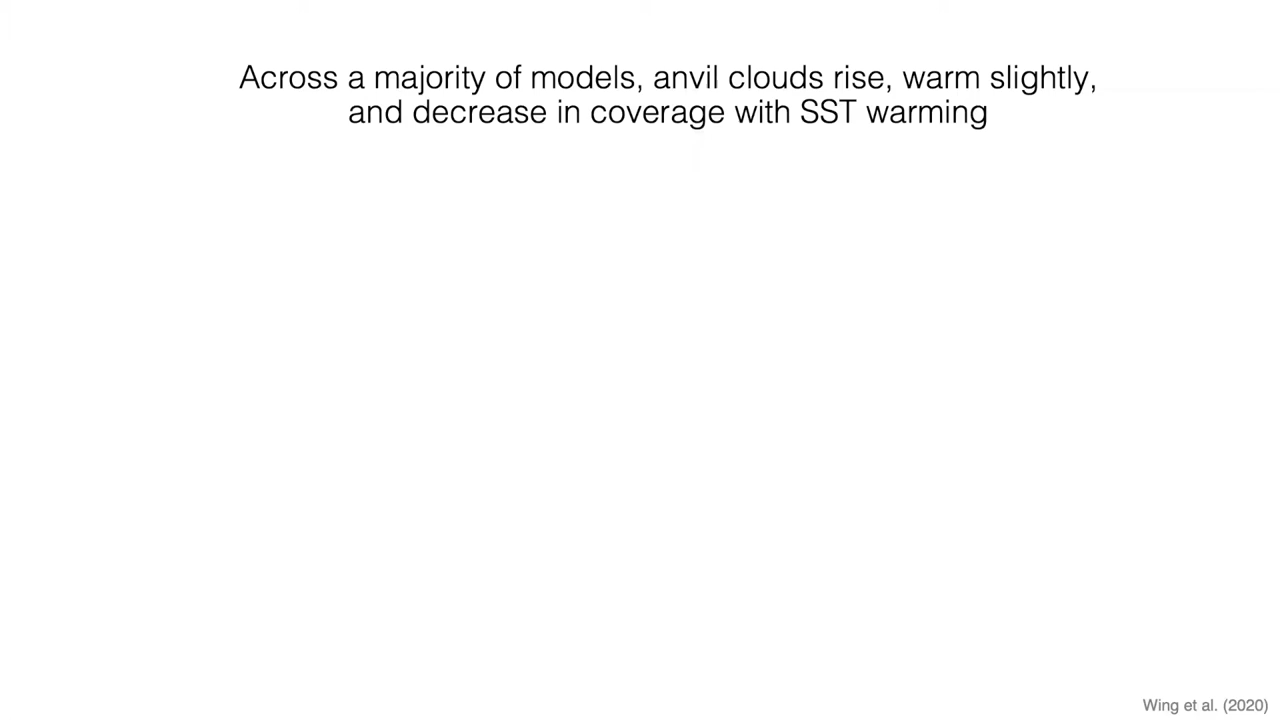 Across a majority of models, anvil clouds rise, warm slightly,
and decrease in coverage with SST warming
Wing et al. (2020)